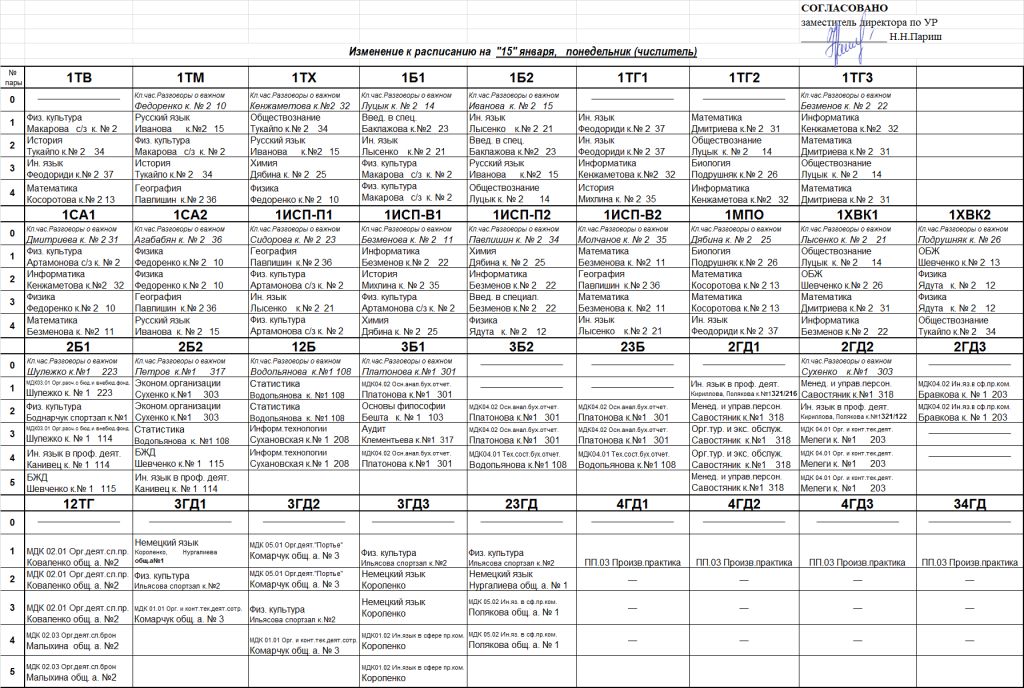 СОГЛАСОВАНО
заместитель директора по УР
Н.Н.Париш
Изменение к расписанию на "15" января, понедельник (числитель)
№ пары 1ТВ 1ТМ 1ТХ 1Б1 1Б2 1ТГ1 1ТГ2 1ТГ3
0 Кл.час.Разговоры о важном Кл.час.Разговоры о важном Кл.час.Разговоры о важном Кл.час.Разговоры о важном Кл.час.Разговоры о важном
Федоренко к. № 2 10 Кенжаметова к.№2 32 Луцык к. № 2 14 Иванова к. № 2 15 Безменов к. № 2 22
1 Физ. культура Русский язык Обществознание Введ. в спец. Ин. язык Ин. язык Математика Информатика
Макарова с/з к. № 2 Иванова к.№2 15 Тукайло к. № 2 34 Баклажова к.№2 23 Лысенко к. № 2 21 Феодориди к.№ 2 37 Дмитриева к.№ 2 31 Кенжаметова к.№2 32
2 История Физ. культура Русский язык Ин. язык Введ. в спец. Ин. язык Обществознание Математика
Тукайло к.№ 2 34 Макарова с/з к. № 2 Иванова к.№2 15 Лысенко к.№ 2 21 Баклажова к.№2 23 Феодориди к.№ 2 37 Луцык к. № 2 14 Дмитриева к.№ 2 31
3 Ин. язык История Химия Физ. культура Русский язык Информатика Биология Обществознание
Феодориди к.№ 2 37 Тукайло к.№ 2 34 Дябина к.№ 2 25 Макарова с/з к. № 2 Иванова к.№2 15 Кенжаметова к.№2 32 Подружняк к.№ 2 26 Луцык к. № 2 14
4 Математика География Физика Физ. культура Обществознание История Информатика Математика
Косоротова к.№ 2 13 Павпишин к.№ 2 36 Федоренко к.№ 2 10 Макарова с/з к. № 2 Луцык к.№ 2 14 Михлина к.№ 2 35 Кенжаметова к.№2 32 Дмитриева к.№ 2 31
1СА1 1СА2 1ИСП-П1 1ИСП-В1 1ИСП-П2 1ИСП-В2 1МПО 1ХВК1 1ХВК2
0 Кл.час.Разговоры о важном Кл.час.Разговоры о важном Кл.час.Разговоры о важном Кл.час.Разговоры о важном Кл.час.Разговоры о важном Кл.час.Разговоры о важном Кл.час.Разговоры о важном Кл.час.Разговоры о важном Кл.час.Разговоры о важном
Дмитриева к. № 2 31 Агабабян к. № 2 36 Сидорова к. № 2 23 Безменова к. № 2 11 Павлишин к. № 2 34 Молчанов к. № 2 35 Дябина к. № 2 25 Лысенко к. № 2 21 Подружняк к. № 26
1 Физ. культура Физика География Информатика Химия Математика Биология Обществознание ОБЖ
Артамонова с/з к.№ 2 Федоренко к.№ 2 10 Павпишин к.№ 2 36 Безменов к.№ 2 22 Дябина к. № 2 25 Безменова к.№ 2 11 Подружняк к.№ 2 26 Луцык к. № 2 14 Шевченко к.№ 2 13
2 Информатика Физика Физ. культура История Информатика География Математика ОБЖ Физика
Кенжаметова к.№2 32 Федоренко к.№ 2 10 Артамонова с/з к.№ 2 Михлина к. № 2 35 Безменов к.№ 2 22 Павпишин к.№ 2 36 Косоротова к.№ 2 13 Шевченко к.№ 2 26 Ядута к. № 2 12
3 Физика География Ин. язык Физ. культура Введ. в специал. Математика Математика Математика Физика
Федоренко к.№ 2 10 Павпишин к.№ 2 36 Лысенко к.№ 2 21 Артамонова с/з к.№ 2 Безменов к.№ 2 22 Безменова к.№ 2 11 Косоротова к.№ 2 13 Дмитриева к.№ 2 31 Ядута к. № 2 12
4 Математика Русский язык Физ. культура Химия Физика Ин. язык Ин. язык Информатика Обществознание
Безменова к.№2 11 Иванова к. № 2 15 Артамонова с/з к. № 2 Дябина к.№ 2 25 Ядута к. № 2 12 Лысенко к.№ 2 21 Феодориди к.№ 2 37 Безменов к.№ 2 22 Тукайло к.№ 2 34
2Б1 2Б2 12Б 3Б1 3Б2 23Б 2ГД1 2ГД2 2ГД3
0 Кл.час.Разговоры о важном Кл.час.Разговоры о важном Кл.час.Разговоры о важном Кл.час.Разговоры о важном Кл.час.Разговоры о важном
Шулежко к.№1 223 Петров к.№1 317 Водопьянова к.№1 108 Платонова к.№1 301 Сухенко к.№1 303
1 МДК03.01 Орг.расч.с бюд.и внебюд.фонд. Эконом.организации Статистика МДК04.02 Осн.анал.бух.отчет. Ин. язык в проф. деят. Менед. и управ.персон. МДК04.02 Ин.яз.в сф.пр.ком.
Шулежко к. № 1 223 Сухенко к.№1 303 Водопьянова к. №1 108 Платонова к.№1 301 Кириллова, Полякова к.№1321/216 Савостяник к.№1 318 Бравкова к. № 1 203
2 Физ. культура Эконом.организации Статистика Основы философии МДК04.02 Осн.анал.бух.отчет. МДК04.02 Осн.анал.бух.отчет. Менед. и управ.персон. Ин. язык в проф. деят. МДК04.02 Ин.яз.в сф.пр.ком.
Боднарчук спортзал к №1 Сухенко к.№1 303 Водопьянова к. №1 108 Бешта к. №1 103 Платонова к.№1 301 Платонова к.№1 301 Савостяник к.№1 318 Кириллова, Полякова к.№1321/122 Бравкова к. № 1 203
3 МДК03.01 Орг.расч.с бюд.и внебюд.фонд. Статистика Информ.технологии Аудит МДК04.02 Осн.анал.бух.отчет. МДК04.02 Осн.анал.бух.отчет. Орг.тур. и экс. обслуж. МДК 04.01 Орг. и конт.тек.деят.
Шулежко к. № 1 114 Водопьянова к. №1 108 Сухановская к.№1 208 Клементьева к.№1 317 Платонова к.№1 301 Платонова к.№1 301 Савостяник к.№ 1 318 Мелеги к.№1 203
4 Ин. язык в проф. деят. БЖД Информ.технологии МДК04.02 Осн.анал.бух.отчет. МДК04.01 Тех.сост.бух.отчет. МДК04.01 Тех.сост.бух.отчет. Орг.тур. и экс. обслуж. МДК 04.01 Орг. и конт.тек.деят.
Канивец к.№ 1 114 Шевченко к.№ 1 115 Сухановская к.№1 208 Платонова к.№1 301 Водопьянова к.№1 108 Водопьянова к.№1 108 Савостяник к.№1 318 Мелеги к.№1 203
5 БЖД Ин. язык в проф. деят. Менед. и управ.персон. МДК 04.01 Орг. и конт.тек.деят.
Шевченко к.№ 1 115 Канивец к.№ 1 114 Савостяник к.№1 318 Мелеги к.№1 203
12ТГ 3ГД1 3ГД2 3ГД3 23ГД 4ГД1 4ГД2 4ГД3 34ГД
0
1 МДК 02.01 Орг.деят.сл.пр. Немецкий язык МДК 05.01 Орг.деят."Портье" Физ. культура Физ. культура ПП.03 Произв.практика ПП.03 Произв.практика ПП.03 Произв.практика ПП.03 Произв.практика
Коваленко общ. а. №2 Короленко, Нургалиева общ.а№1 Комарчук общ. а. № 3 Ильясова спортзал к.№2 Ильясова спортзал к.№2
2 МДК 02.01 Орг.деят.сл.пр. Физ. культура МДК 05.01 Орг.деят."Портье" Немецкий язык Немецкий язык — — — —
Коваленко общ. а. №2 Ильясова спортзал к.№2 Комарчук общ. а. № 3 Короленко Нургалиева общ. а. № 1
3 МДК 02.01 Орг.деят.сл.пр. МДК 01.01 Орг. и конт.тек.деят.сотр. Физ. культура Немецкий язык МДК 05.02 Ин.яз. в сф.пр.ком. — — — —
Коваленко общ. а. №2 Комарчук общ. а. № 3 Ильясова спортзал к.№2 Короленко Полякова общ. а. № 1
4 МДК 02.03 Орг.деят.сл.брон МДК 01.01 Орг. и конт.тек.деят.сотр. МДК01.02 Ин.язык в сфере пр.ком. МДК 05.02 Ин.яз. в сф.пр.ком. — — — —
Малыхина общ. а. №2 Комарчук общ. а. № 3 Короленко Полякова общ. а. № 1
5 МДК 02.03 Орг.деят.сл.брон МДК01.02 Ин.язык в сфере пр.ком.
Малыхина общ. а. №2 Короленко